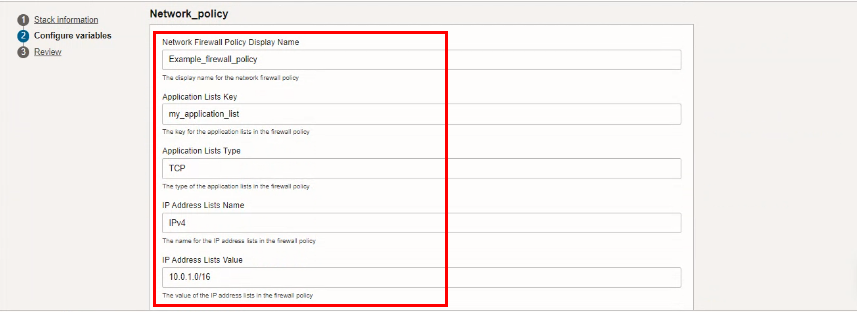 Network_policy
1 Stack information
2 Configure variables
3 Review
Network Firewall Policy Display Name
Example_firewall_policy
The display name for the network firewall policy
Application Lists Key
my_application_list
The key for the application lists in the firewall policy
Application Lists Type
TCP
The type of the application lists in the firewall policy
IP Address Lists Name
IPv4
The name for the IP address lists in the firewall policy
IP Address Lists Value
10.0.1.0/16
The value of the IP address lists in the firewall policy